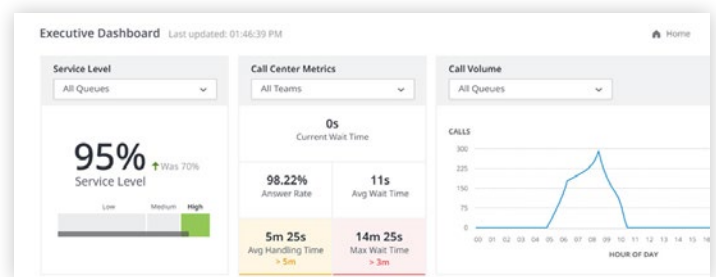 Executive Dashboard Last updated: 01:46:39 PM
Home
Service Level
All Queues
95%
Was 70%
Service Level
Low Medium High
Call Center Metrics
All Teams
0s
Current Wait Time
98.22%
Answer Rate
11s
Avg Wait Time
5m 25s
Avg Handling Time
> 5m
14m 25s
Max Wait Time
> 3m
Call Volume
All Queues
CALLS
300
225
150
75
0
00 01 02 03 04 05 06 07 08 09 10 11 12 13 14 15 16
HOUR OF DAY